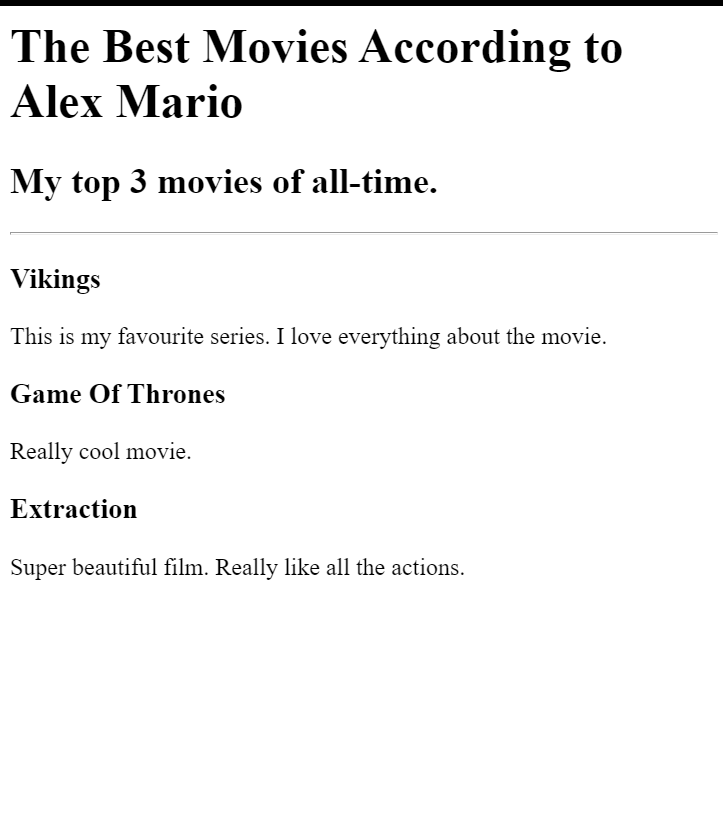 The Best Movies According to
Alex Mario
My top 3 movies of all-time.
Vikings
This is my favourite series. I love everything about the movie.
Game Of Thrones
Really cool movie.
Extraction
Super beautiful film. Really like all the actions.